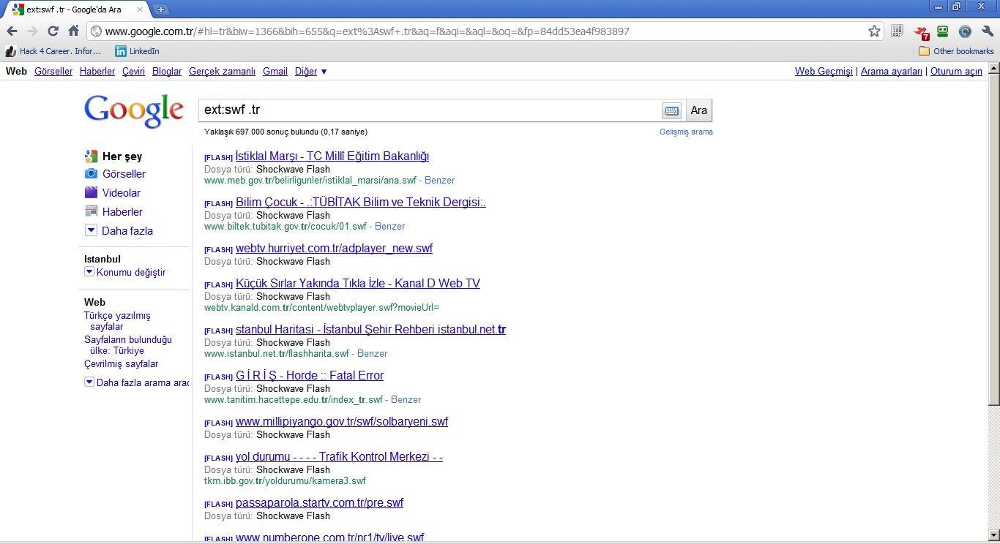 ext:swf .tr - Google'da Ara
www.google.com.tr/#hl=tr&biw=1366&bih=655&q=ext%3Aswf+.tr&aq=f&aqi=&aql=&oq=&fp=84dd53ea4f983897
7
Hack 4 Career. Infor... LinkedIn Other bookmarks
Web Görseller Haberler Çeviri Bloglar Gerçek zamanlı Gmail Diğer ▼ Web Geçmişi | Arama ayarları | Oturum açın
Google ext:swf .tr Ara
Yaklaşık 697.000 sonuç bulundu (0,17 saniye) Gelişmiş arama
Her şey
Görseller
Videolar
Haberler
Daha fazla
Istanbul
Konumu değiştir
Web
Türkçe yazılmış
sayfalar
Sayfaların bulunduğu
ülke: Türkiye
Çevrilmiş sayfalar
Daha fazla arama arac
[FLASH] İstiklal Marşı - TC Millî Eğitim Bakanlığı
Dosya türü: Shockwave Flash
www.meb.gov.tr/belirligunler/istiklal_marsi/ana.swf - Benzer
[FLASH] Bilim Çocuk - .:TÜBİTAK Bilim ve Teknik Dergisi:.
Dosya türü: Shockwave Flash
www.biltek.tubitak.gov.tr/cocuk/01.swf - Benzer
[FLASH] webtv.hurriyet.com.tr/adplayer_new.swf
Dosya türü: Shockwave Flash
[FLASH] Küçük Sırlar Yakında Tıkla İzle - Kanal D Web TV
Dosya türü: Shockwave Flash
webtv.kanald.com.tr/content/webtvplayer.swf?movieUrl=
[FLASH] stanbul Haritasi - İstanbul Şehir Rehberi istanbul.net.tr
Dosya türü: Shockwave Flash
www.istanbul.net.tr/flashharita.swf - Benzer
[FLASH] G İ R İ Ş - Horde :: Fatal Error
Dosya türü: Shockwave Flash
www.tanitim.hacettepe.edu.tr/index_tr.swf - Benzer
[FLASH] www.millipiyango.gov.tr/swf/solbaryeni.swf
Dosya türü: Shockwave Flash
[FLASH] yol durumu - - - - Trafik Kontrol Merkezi - -
Dosya türü: Shockwave Flash
tkm.ibb.gov.tr/yoldurumu/kamera3.swf
[FLASH] passaparola.startv.com.tr/pre.swf
Dosya türü: Shockwave Flash
[FLASH] www.numberone.com.tr/nr1/tv/live.swf